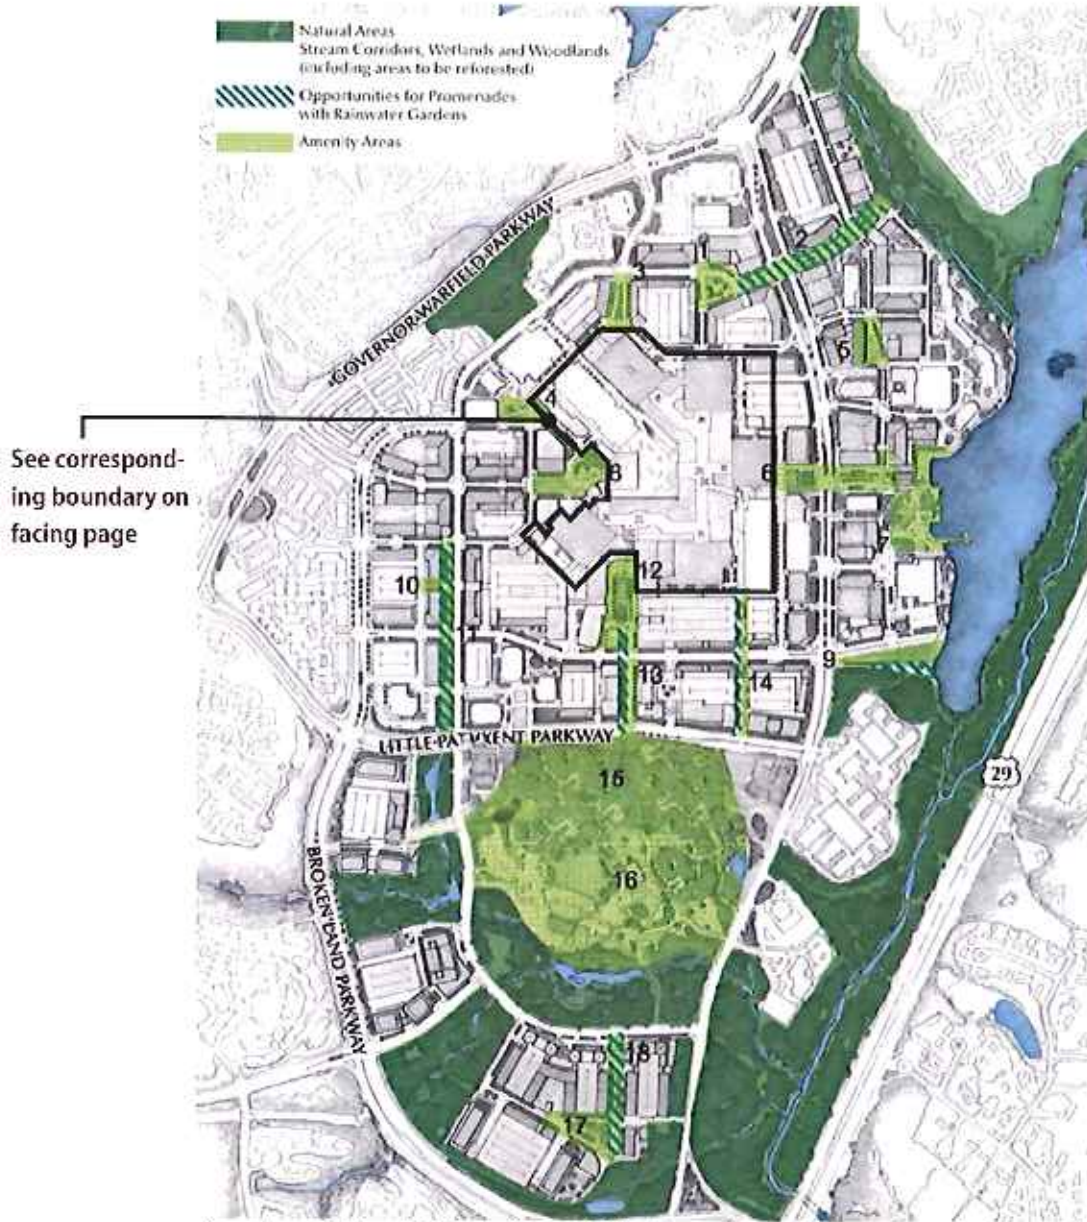 Natural Areas
Stream Corridors, Wetlands and Woodlands
(including areas to be reforested)
Opportunities for Promenades
with Rainwater Gardens
Amenity Areas
GOVERNOR WARFIELD PARKWAY
1
2
3
5
4
See correspond-
ing boundary on
facing page
8
6
7
12
10
11
9
13
14
LITTLE PATUXENT PARKWAY
15
29
16
BROKEN LAND PARKWAY
18
17